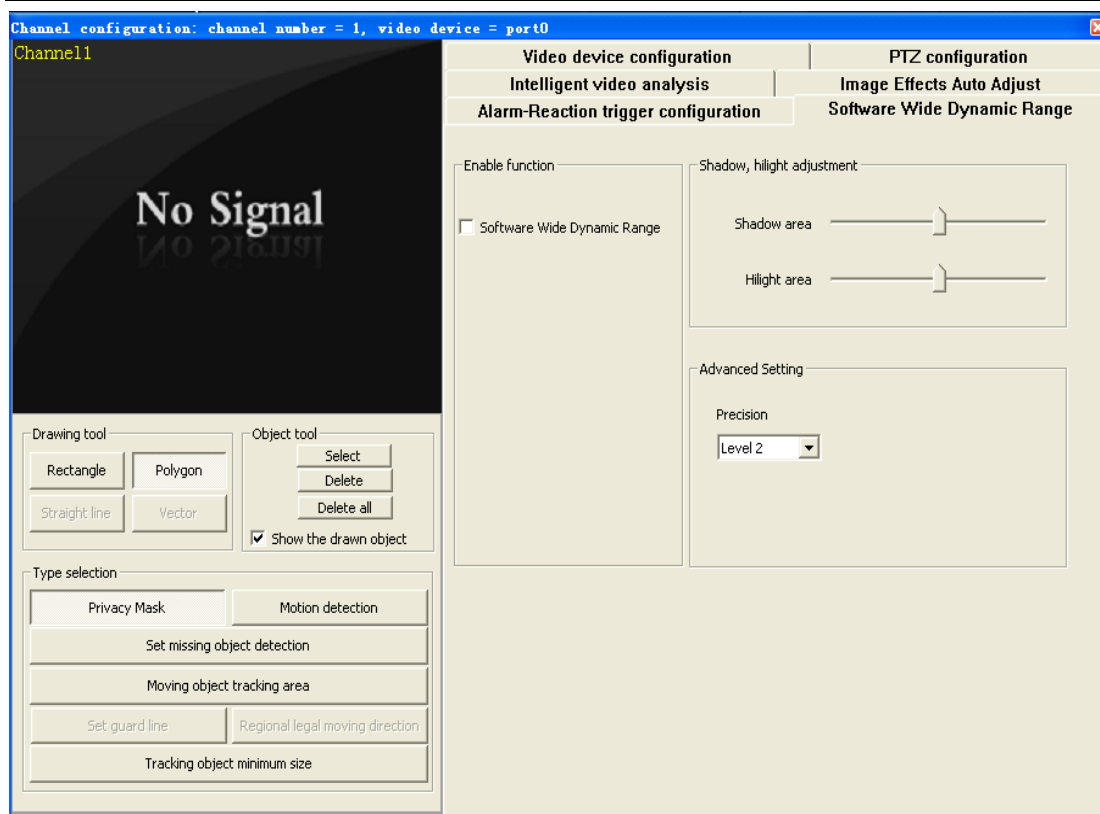 Channel configuration: channel number = 1, video device = port0
Channel1
No Signal
Video device configuration
PTZ configuration
Intelligent video analysis
Image Effects Auto Adjust
Alarm-Reaction trigger configuration
Software Wide Dynamic Range
Enable function
Software Wide Dynamic Range
Shadow, hilight adjustment
Shadow area
Hilight area
Advanced Setting
Precision
Level 2
Drawing tool
Rectangle
Polygon
Straight line
Vector
Object tool
Select
Delete
Delete all
Show the drawn object
Type selection
Privacy Mask
Motion detection
Set missing object detection
Moving object tracking area
Set guard line
Regional legal moving direction
Tracking object minimum size